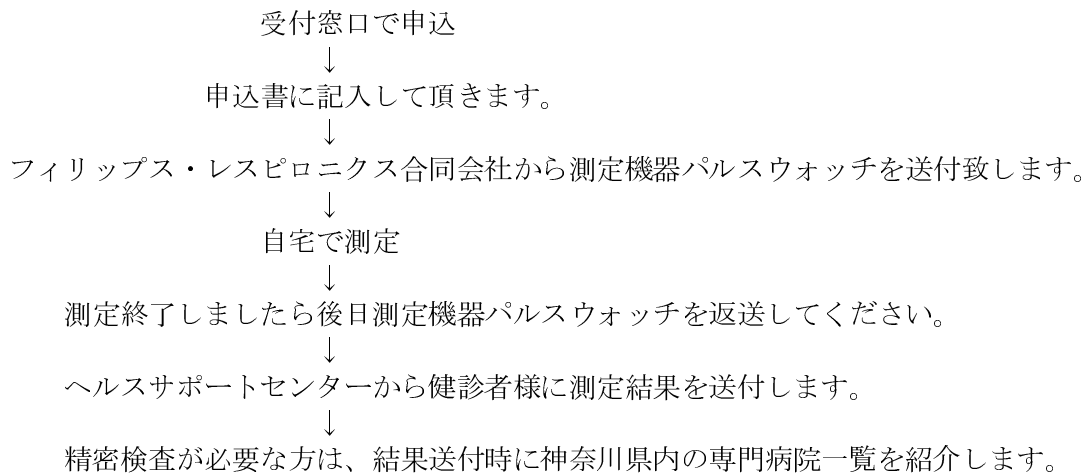 受付窓口で申込
↓
申込書に記入して頂きます。
↓
フィリップス・レスピロニクス合同会社から測定機器パルスウォッチを送付致します。
↓
自宅で測定
↓
測定終了しましたら後日測定機器パルスウォッチを返送してください。
↓
ヘルスサポートセンターから健診者様に測定結果を送付します。
↓
精密検査が必要な方は、結果送付時に神奈川県内の専門病院一覧を紹介します。